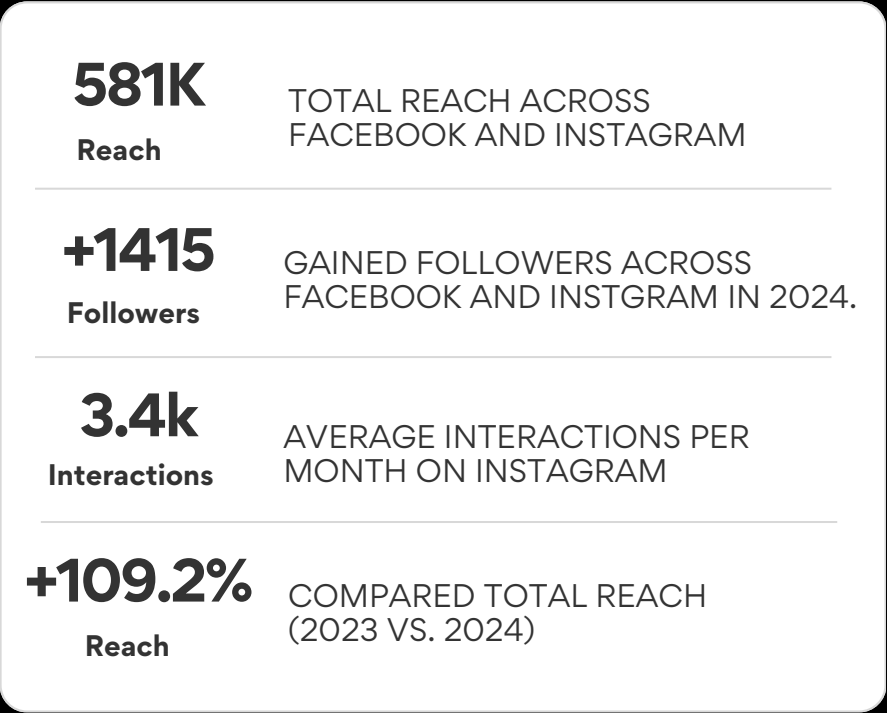 581K
Reach
TOTAL REACH ACROSS
FACEBOOK AND INSTAGRAM
+1415
Followers
GAINED FOLLOWERS ACROSS
FACEBOOK AND INSTGRAM IN 2024.
3.4k
Interactions
AVERAGE INTERACTIONS PER
MONTH ON INSTAGRAM
+109.2%
Reach
COMPARED TOTAL REACH
(2023 VS. 2024)